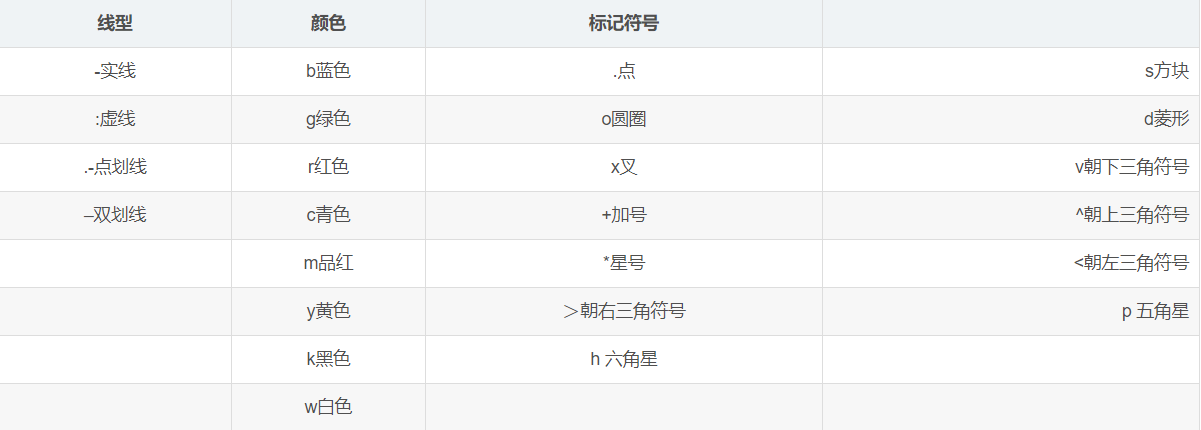 线型 颜色 标记符号
-实线 b蓝色 .点 s方块
:虚线 g绿色 o圆圈 d菱形
.-点划线 r红色 x叉 v朝下三角符号
–双划线 c青色 +加号 ^朝上三角符号
m品红 *星号 <朝左三角符号
y黄色 ＞朝右三角符号 p 五角星
k黑色 h 六角星
w白色